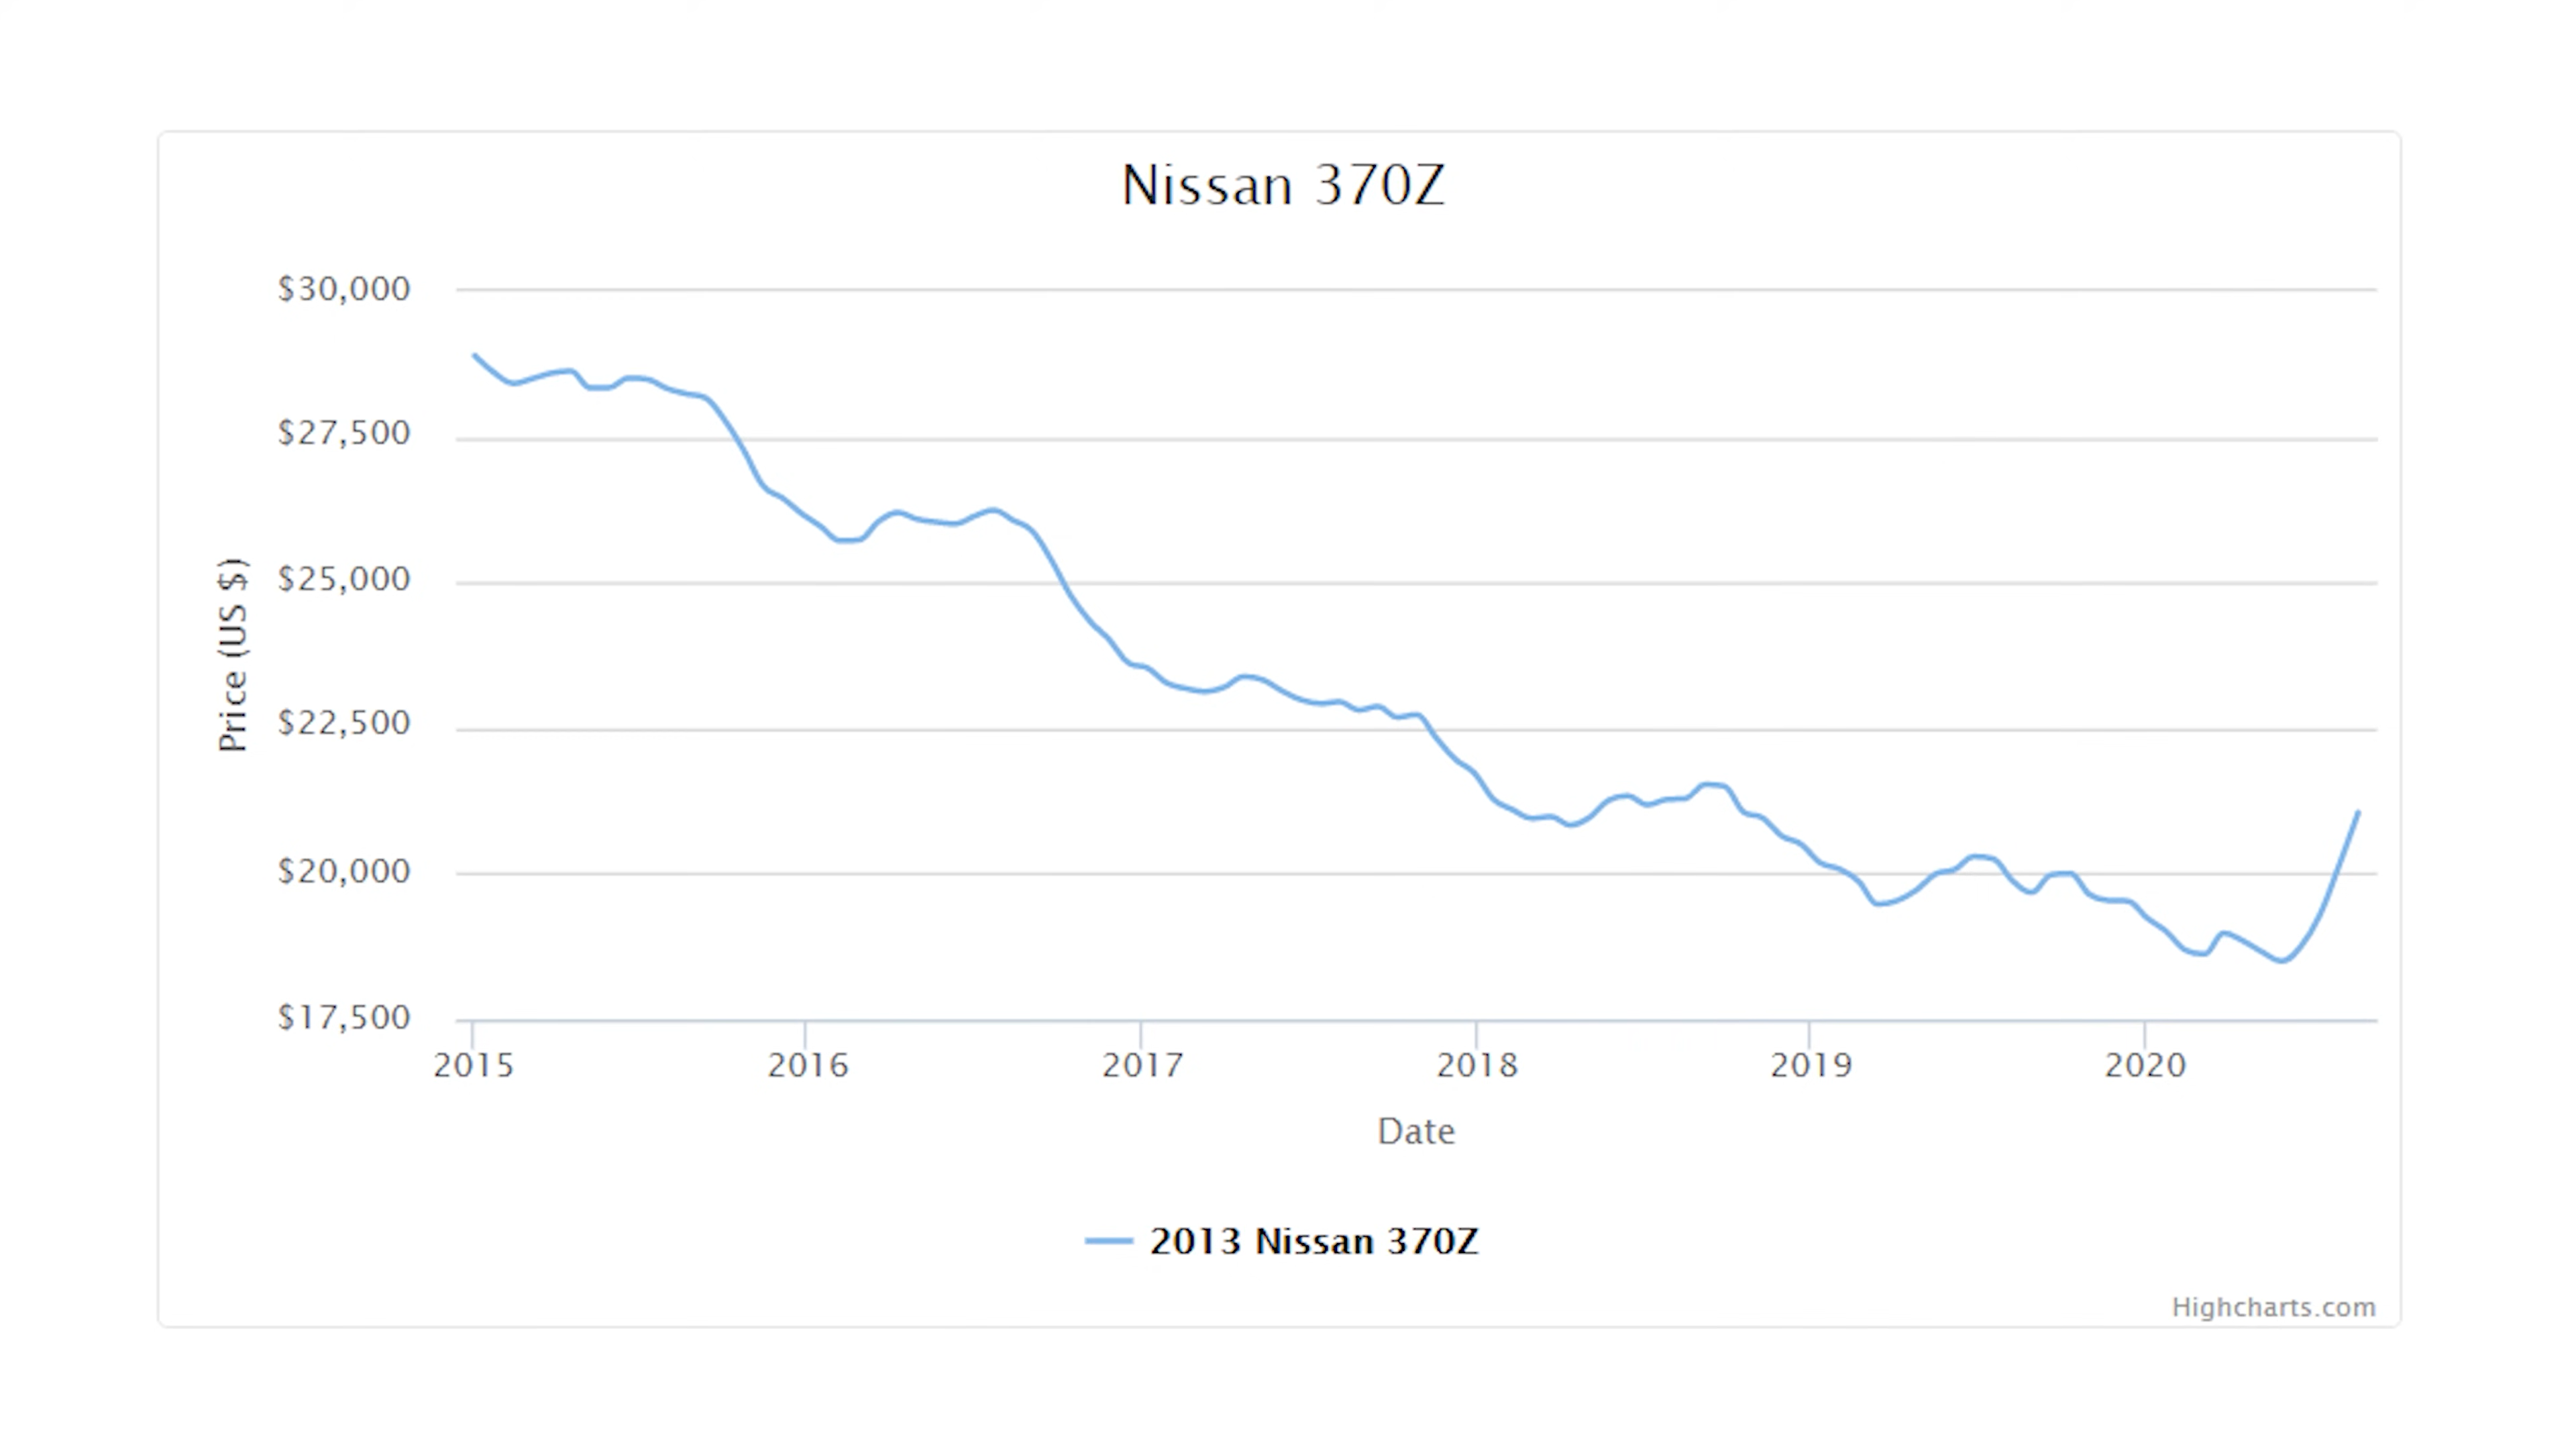 Nissan 370Z
$30,000
$27,500
$25,000
$22,500
$20,000
$17,500
Price (US $)
2015 2016 2017 2018 2019 2020
Date
2013 Nissan 370Z
Highcharts.com